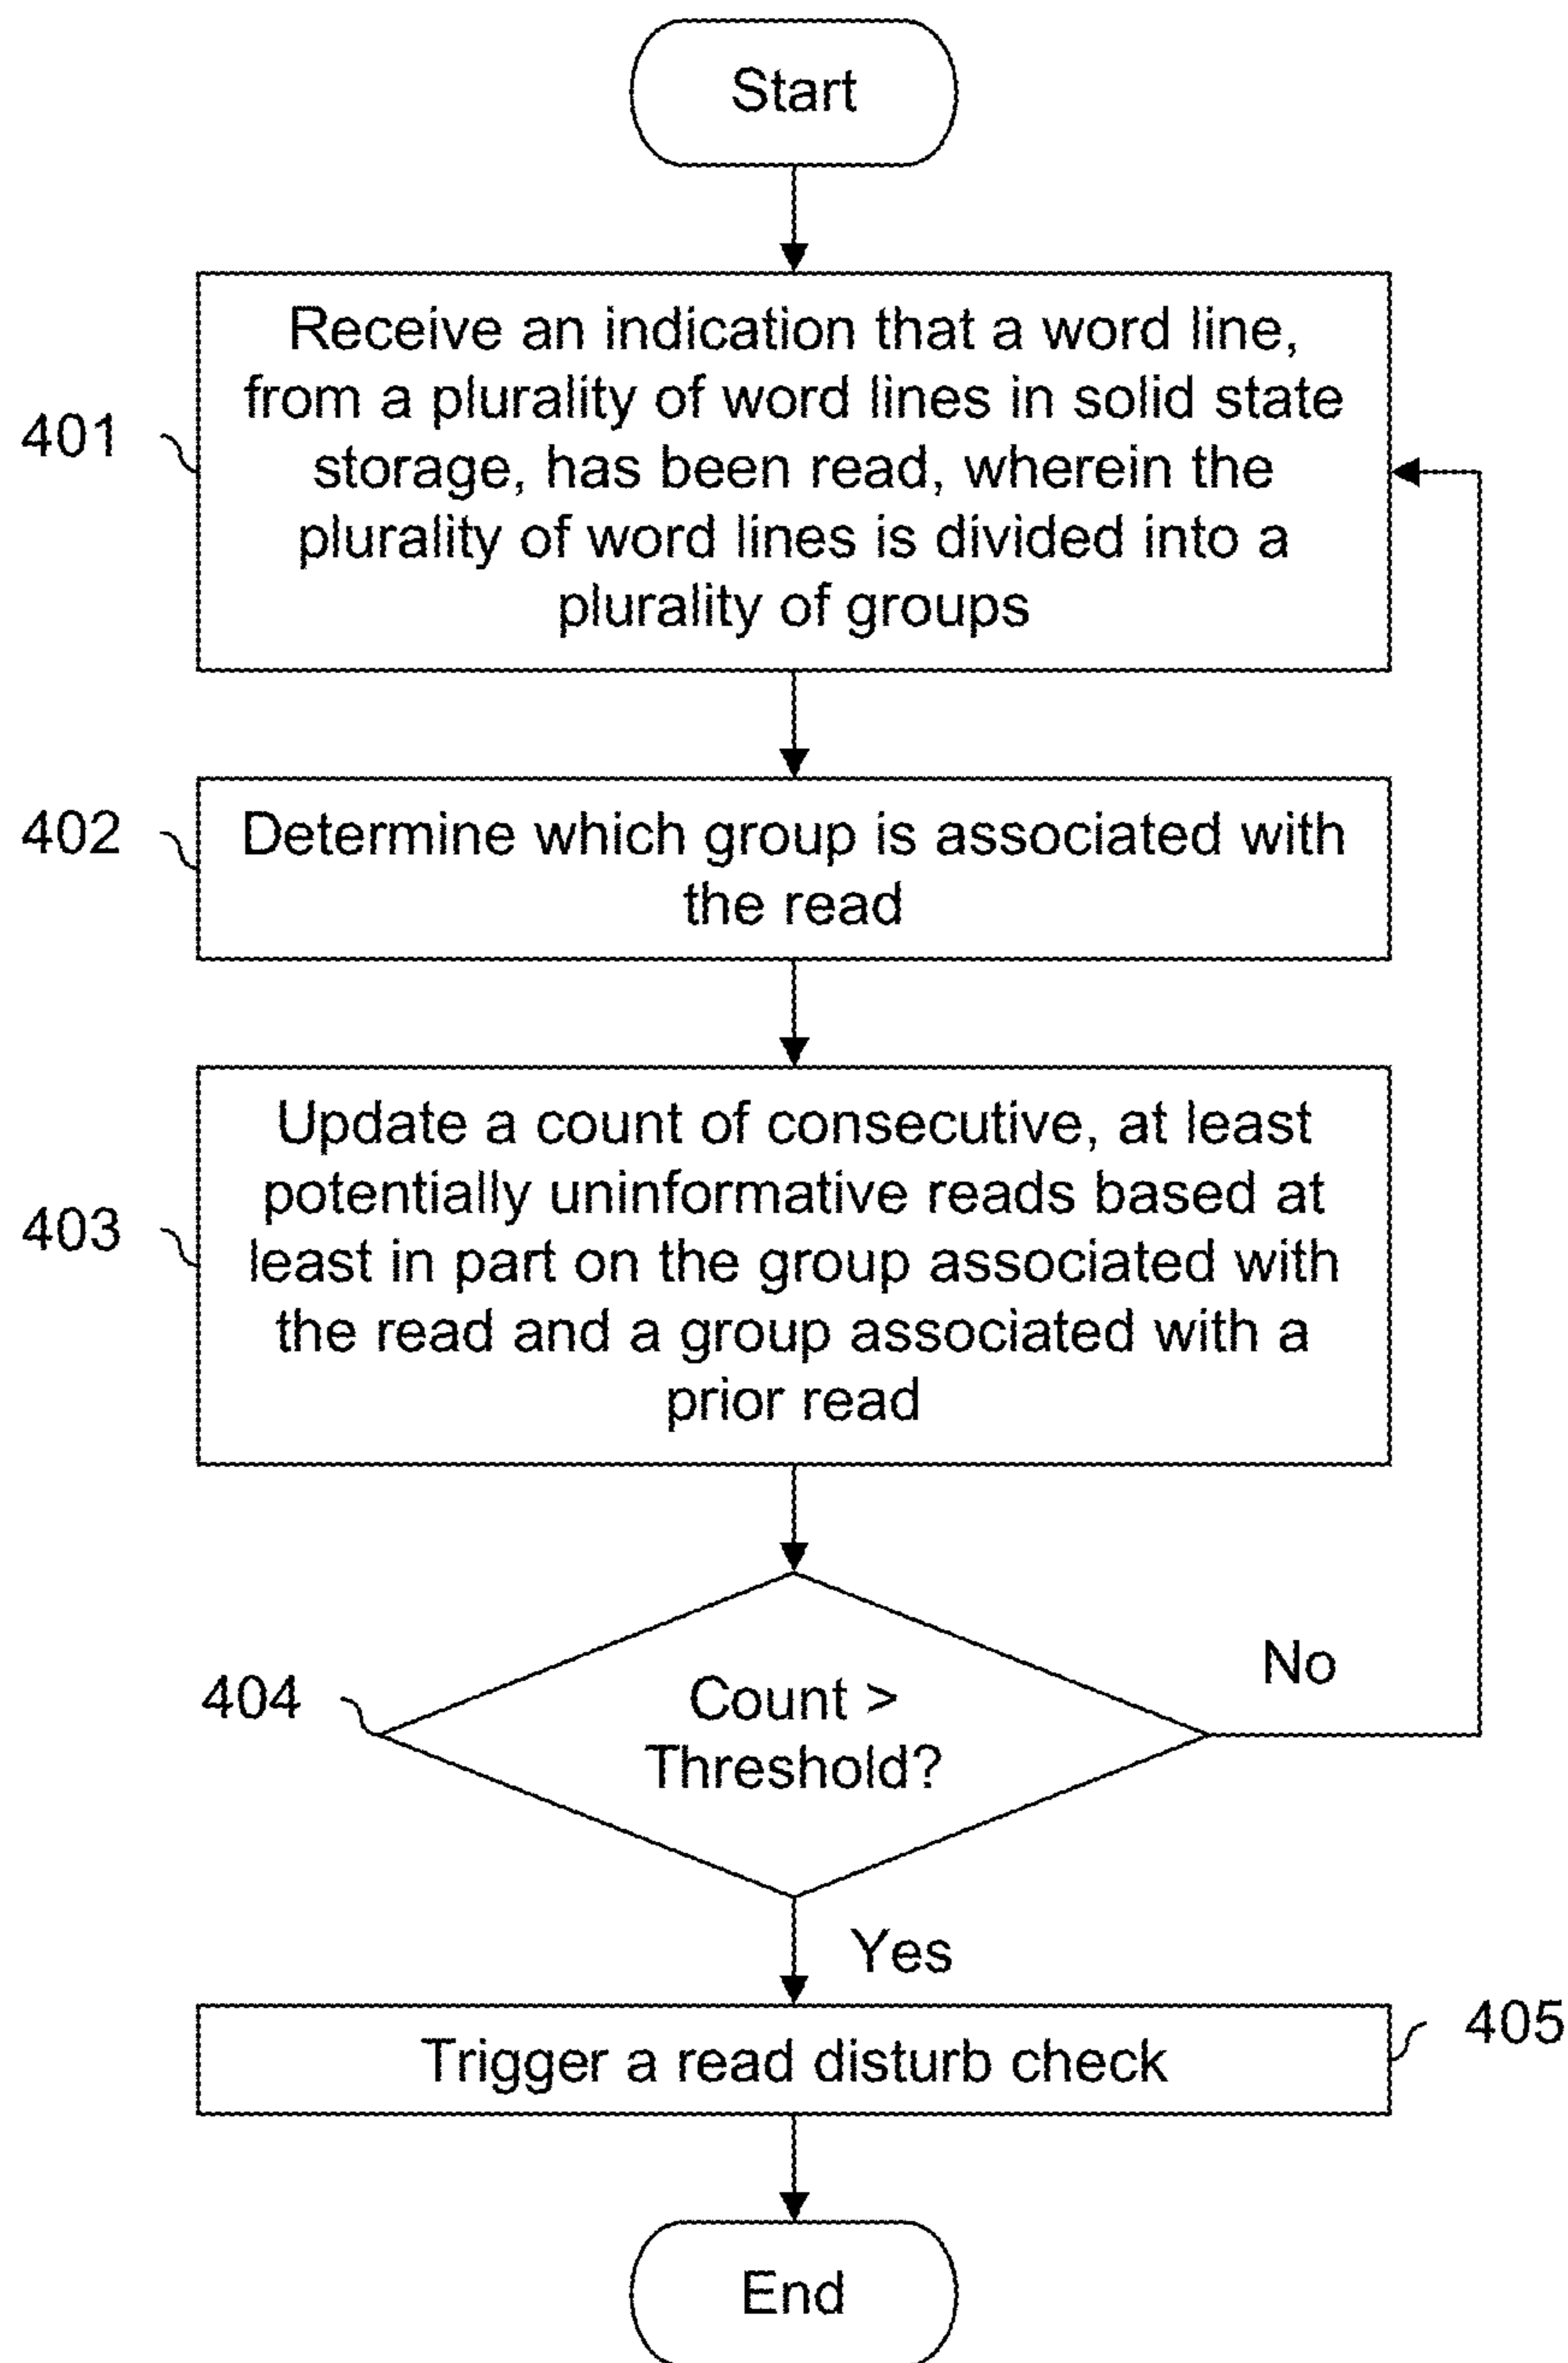 Start
Receive an indication that a word line,
from a plurality of word lines in solid state
storage, has been read, wherein the
plurality of word lines is divided into a
plurality of groups
401
402
Determine which group is associated with
the read
Update a count of consecutive, at least
potentially uninformative reads based at
least in part on the group associated with
the read and a group associated with a
prior read
403
404
Count >
Threshold?
No
Yes
Trigger a read disturb check
405
End